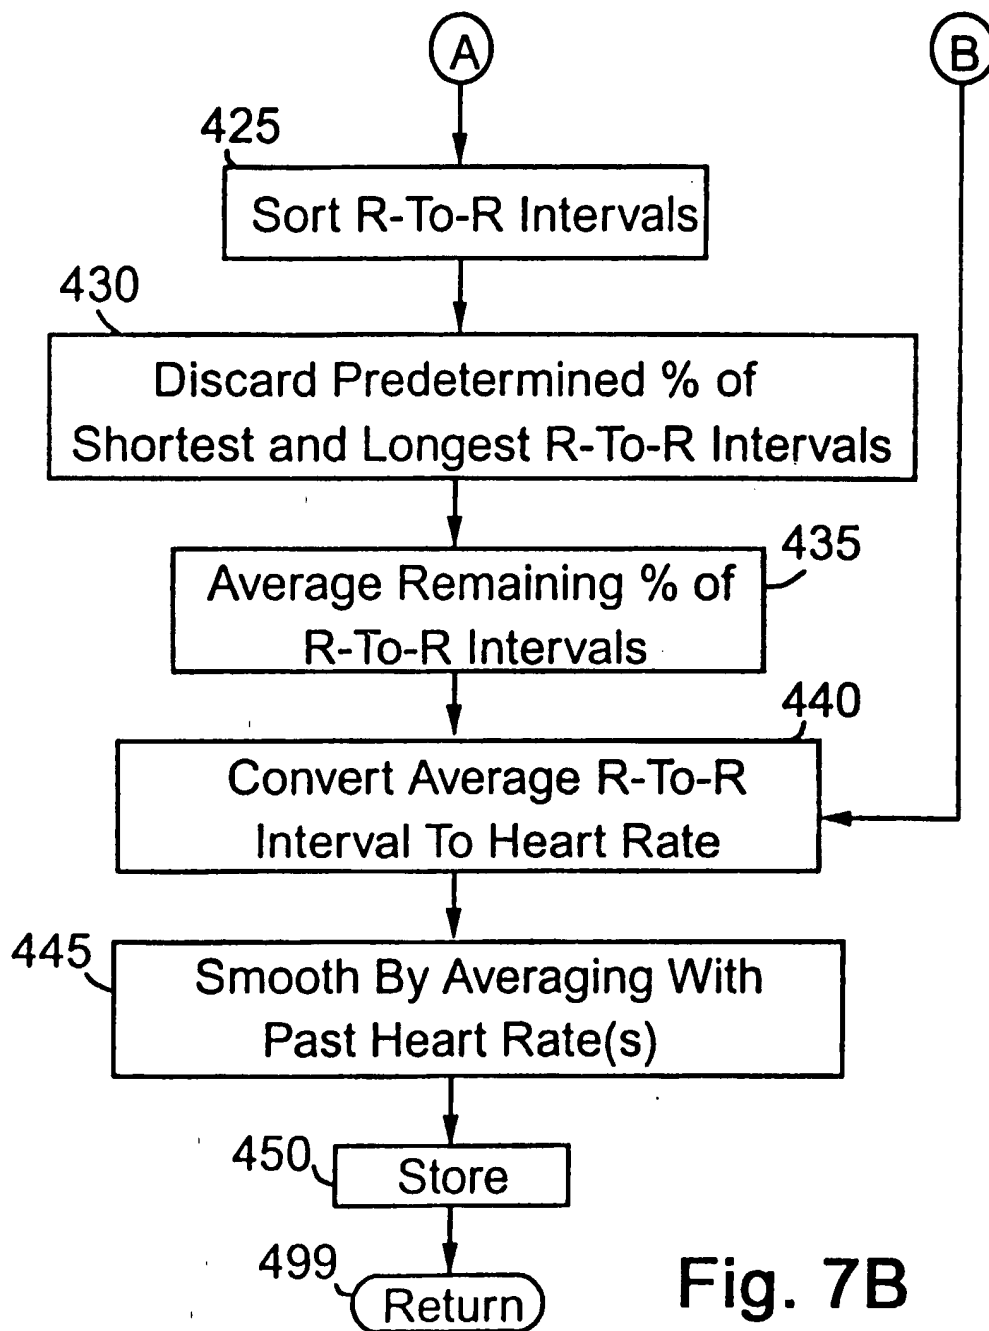 A
B
425
Sort R-To-R Intervals
430
Discard Predetermined % of
Shortest and Longest R-To-R Intervals
435
Average Remaining % of
R-To-R Intervals
440
Convert Average R-To-R
Interval To Heart Rate
445
Smooth By Averaging With
Past Heart Rate(s)
450
Store
499
Return
Fig. 7B